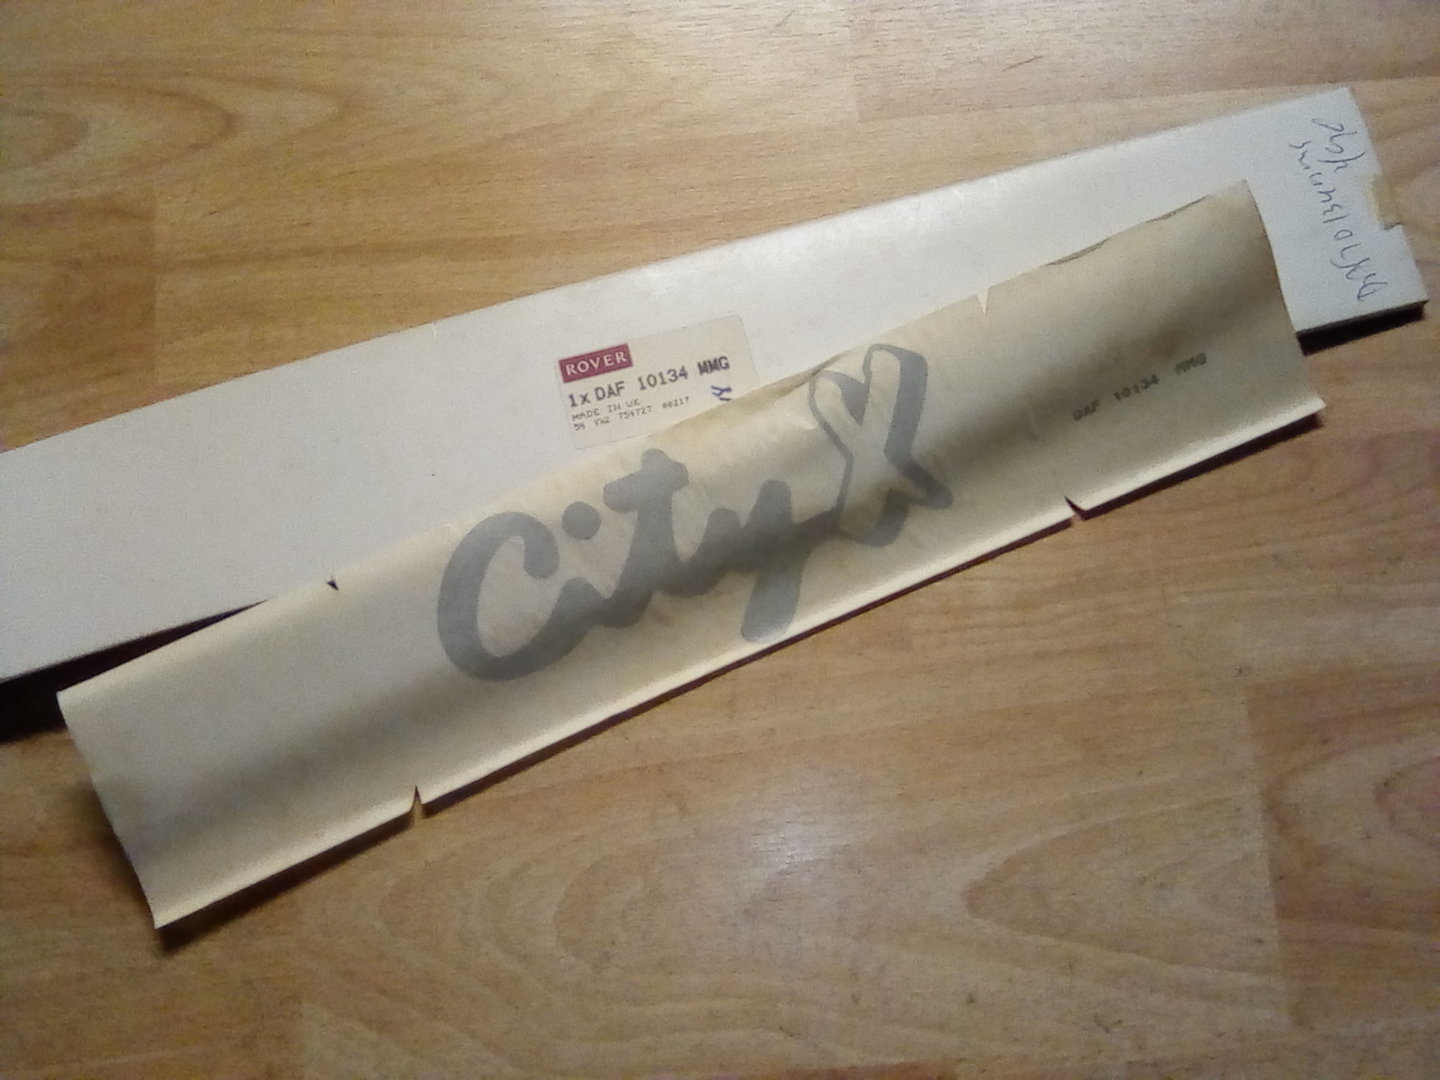 ROVER
1x DAF 10134 MMG
MADE IN UK
City X
DAF 10134 MMG